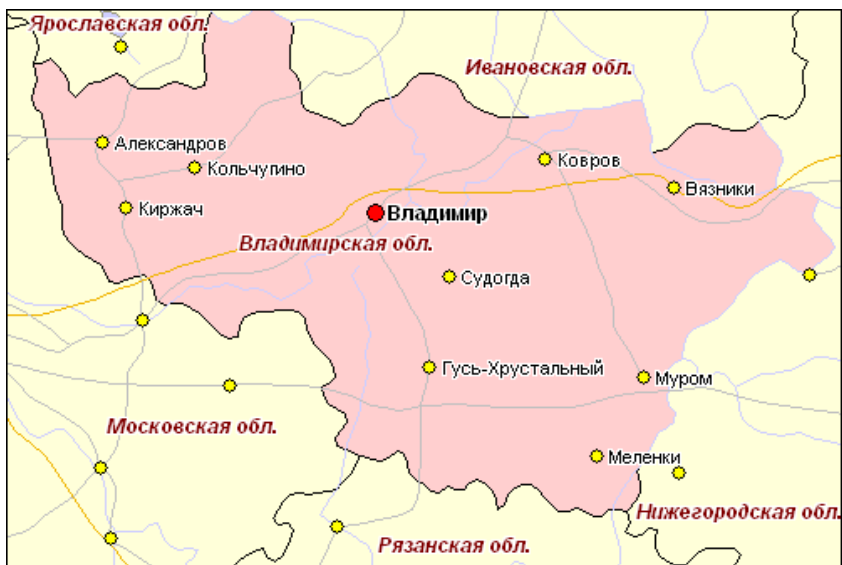 Ярославская обл.
Ивановская обл.
Александров
Кольчугино
Ковров
Вязники
Киржач
Владимир
Владимирская обл.
Судогда
Гусь-Хрустальный
Муром
Московская обл.
Меленки
Нижегородская обл.
Рязанская обл.